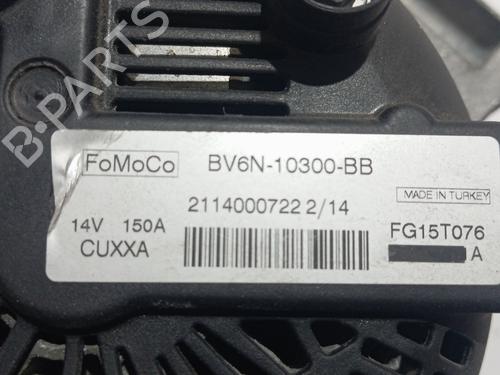 B-PARTS
FoMoCo BV6N-10300-BB
MADE IN TURKEY
14V 150A 2114000722 2/14
FG15T076
CUXXA
A